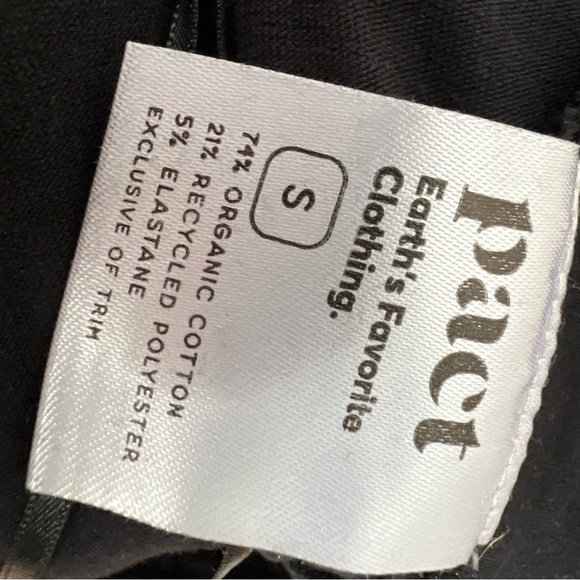 pact
Earth's Favorite
Clothing.
S
74% ORGANIC COTTON
21% RECYCLED POLYESTER
5% ELASTANE
EXCLUSIVE OF TRIM